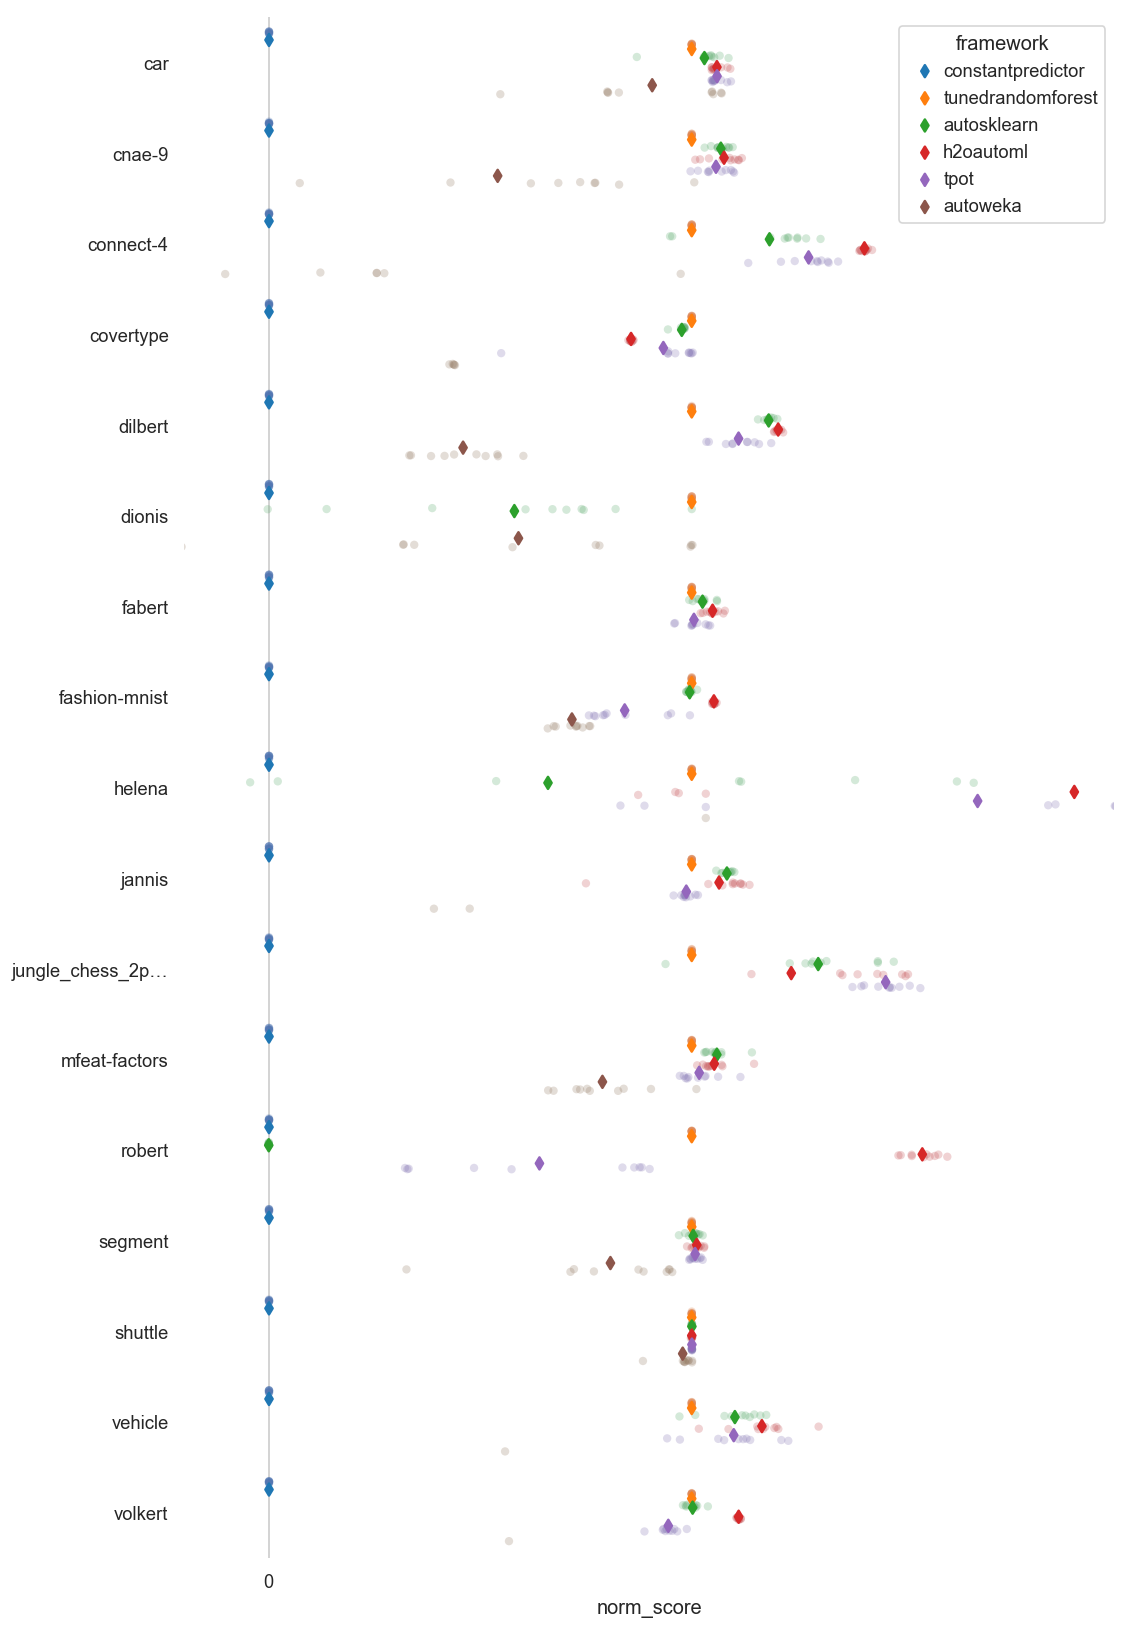 framework
constantpredictor
tunedrandomforest
autosklearn
h2oautoml
tpot
autoweka
car
cnae-9
connect-4
covertype
dilbert
dionis
fabert
fashion-mnist
helena
jannis
jungle_chess_2p…
mfeat-factors
robert
segment
shuttle
vehicle
volkert
0
norm_score